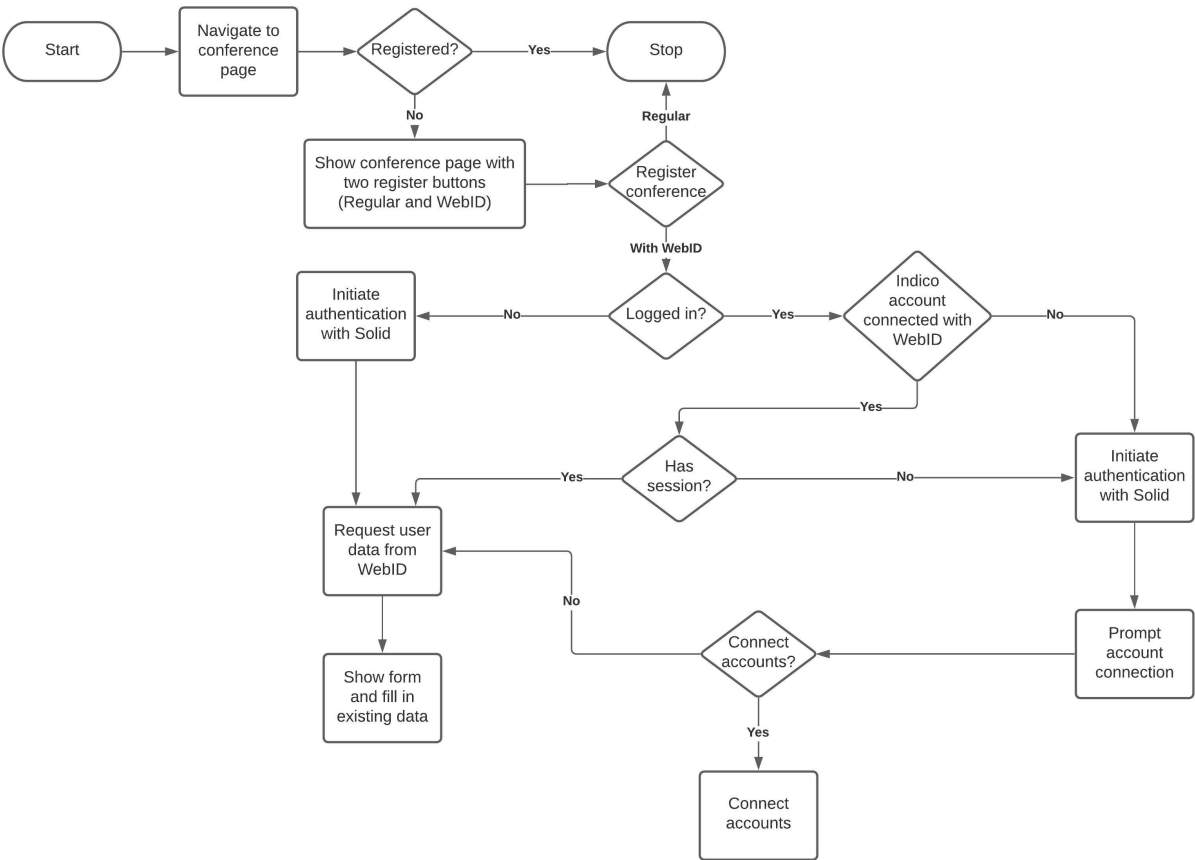 Start
Navigate to
conference
page
Registered?
Yes
Stop
No
Regular
Show conference page with
two register buttons
(Regular and WebID)
Register
conference
With WebID
Initiate
authentication
with Solid
No
Logged in?
Yes
Indico
account
connected with
WebID
No
Yes
Has
session?
Yes
No
Initiate
authentication
with Solid
Request user
data from
WebID
No
Connect
accounts?
Prompt
account
connection
Show form
and fill in
existing data
Yes
Connect
accounts